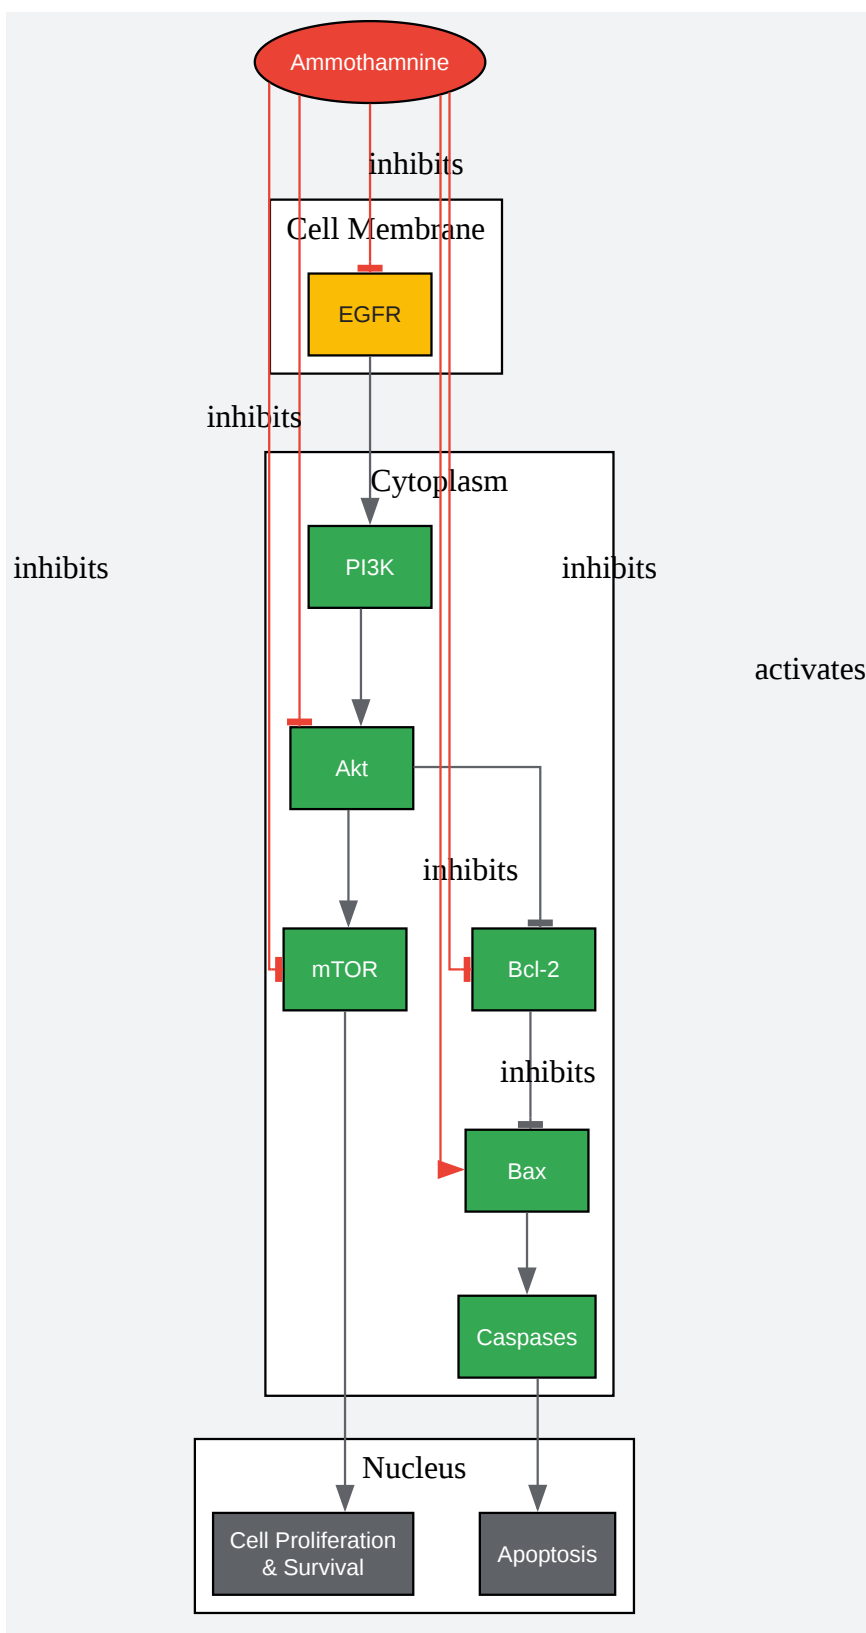 Ammothamnine
inhibits
Cell Membrane
EGFR
inhibits
Cytoplasm
inhibits
PI3K
inhibits
activates
Akt
inhibits
mTOR
Bcl-2
inhibits
Bax
Caspases
Nucleus
Cell Proliferation
& Survival
Apoptosis